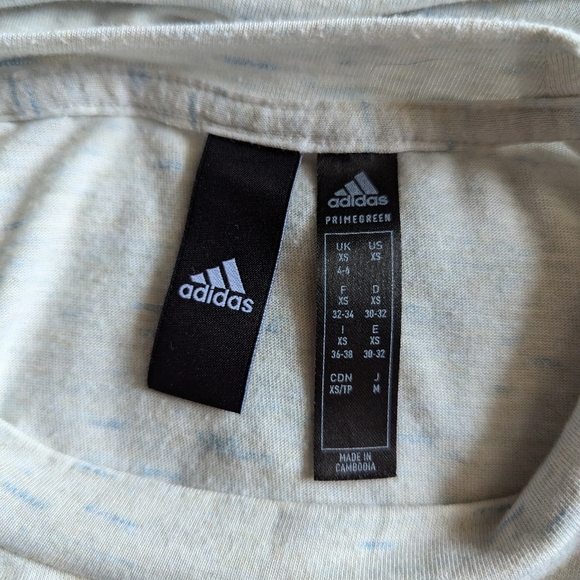 adidas
adidas
PRIMEGREEN
UK US
XS XS
4-6
F D
XS XS
32-34 30-32
I E
XS XS
36-38 30-32
CDN J
XS/TP M
MADE IN
CAMBODIA